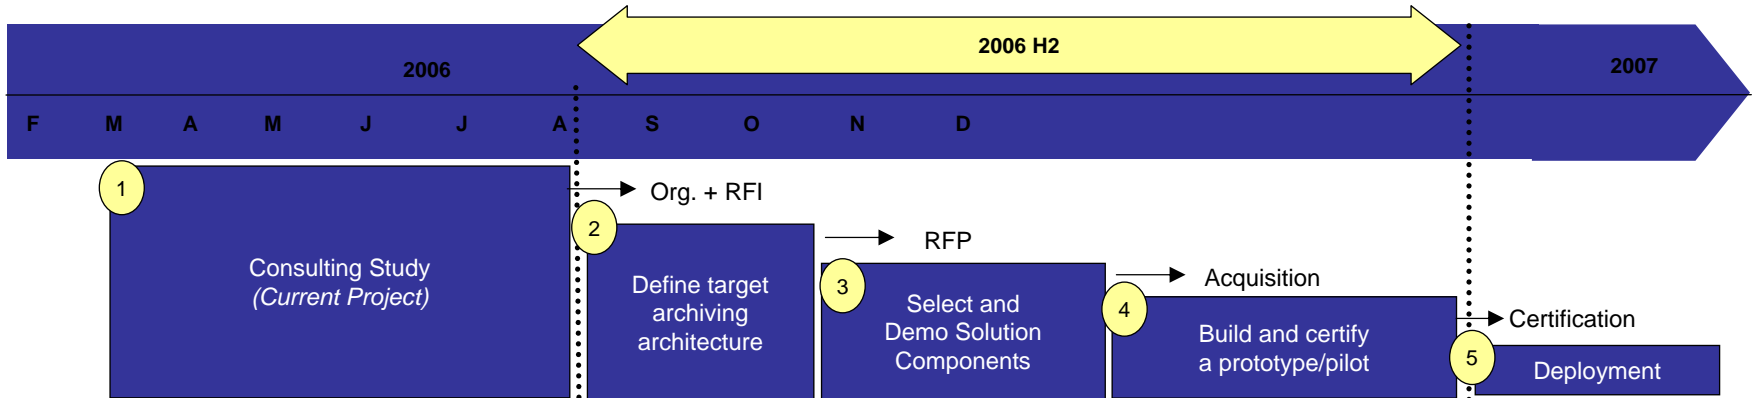 2006 H2
2006
2007
F M A M J J A S O N D
1
Org. + RFI
2
RFP
Consulting Study
(Current Project)
Define target
archiving
architecture
3
Select and
Demo Solution
Components
Acquisition
4
Build and certify
a prototype/pilot
Certification
5
Deployment